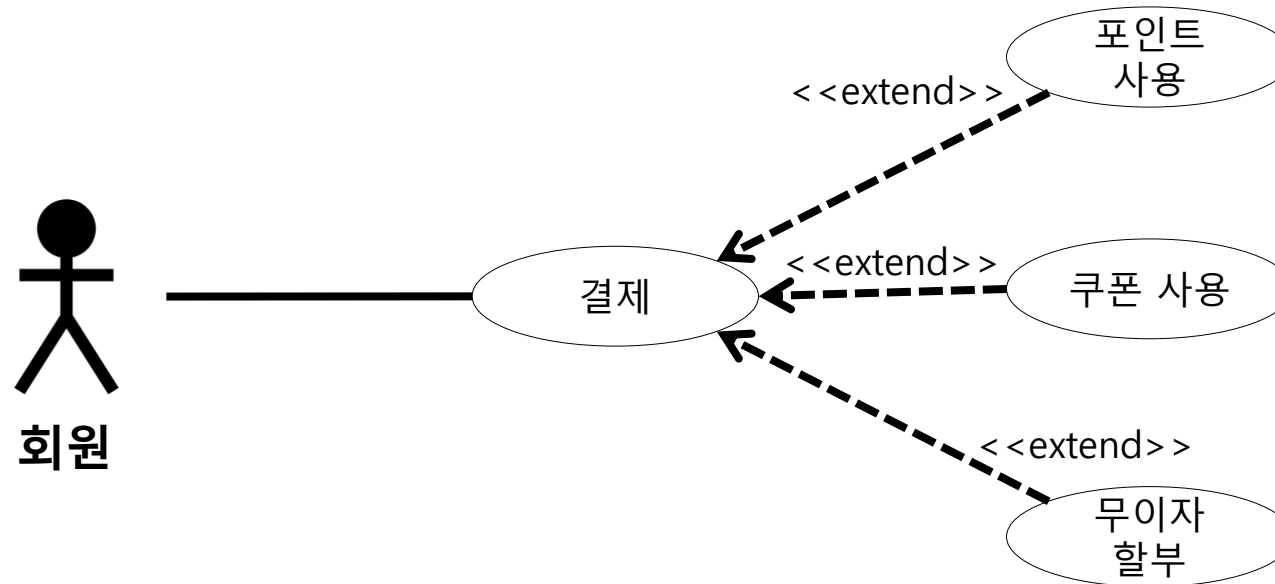 포인트
사용
<<extend>>
<<extend>>
결제
쿠폰 사용
회원
<<extend>>
무이자
할부